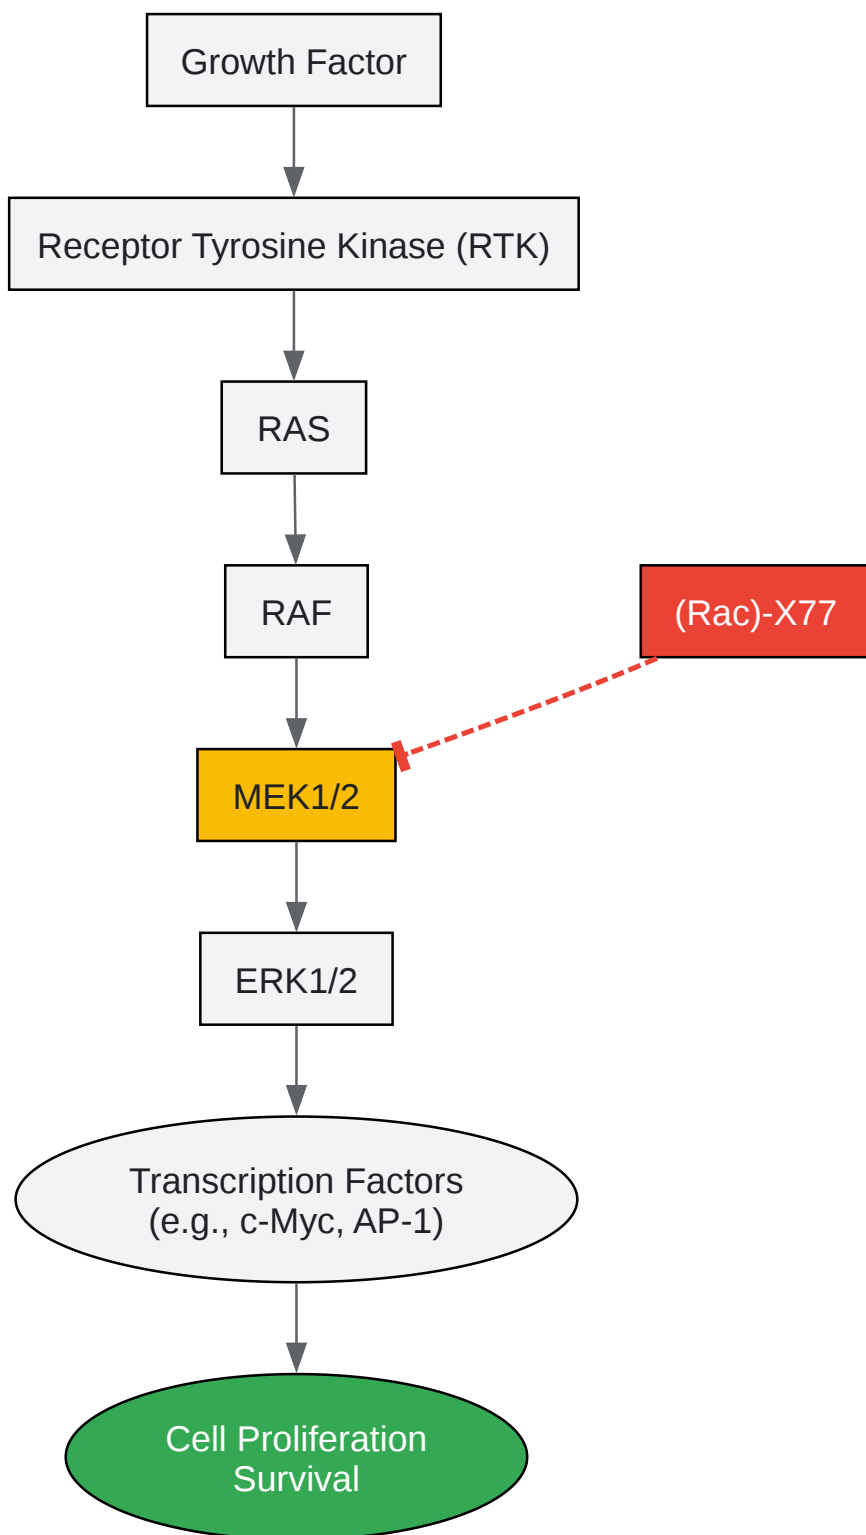 Growth Factor
Receptor Tyrosine Kinase (RTK)
RAS
RAF
(Rac)-X77
MEK1/2
ERK1/2
Transcription Factors
(e.g., c-Myc, AP-1)
Cell Proliferation
Survival